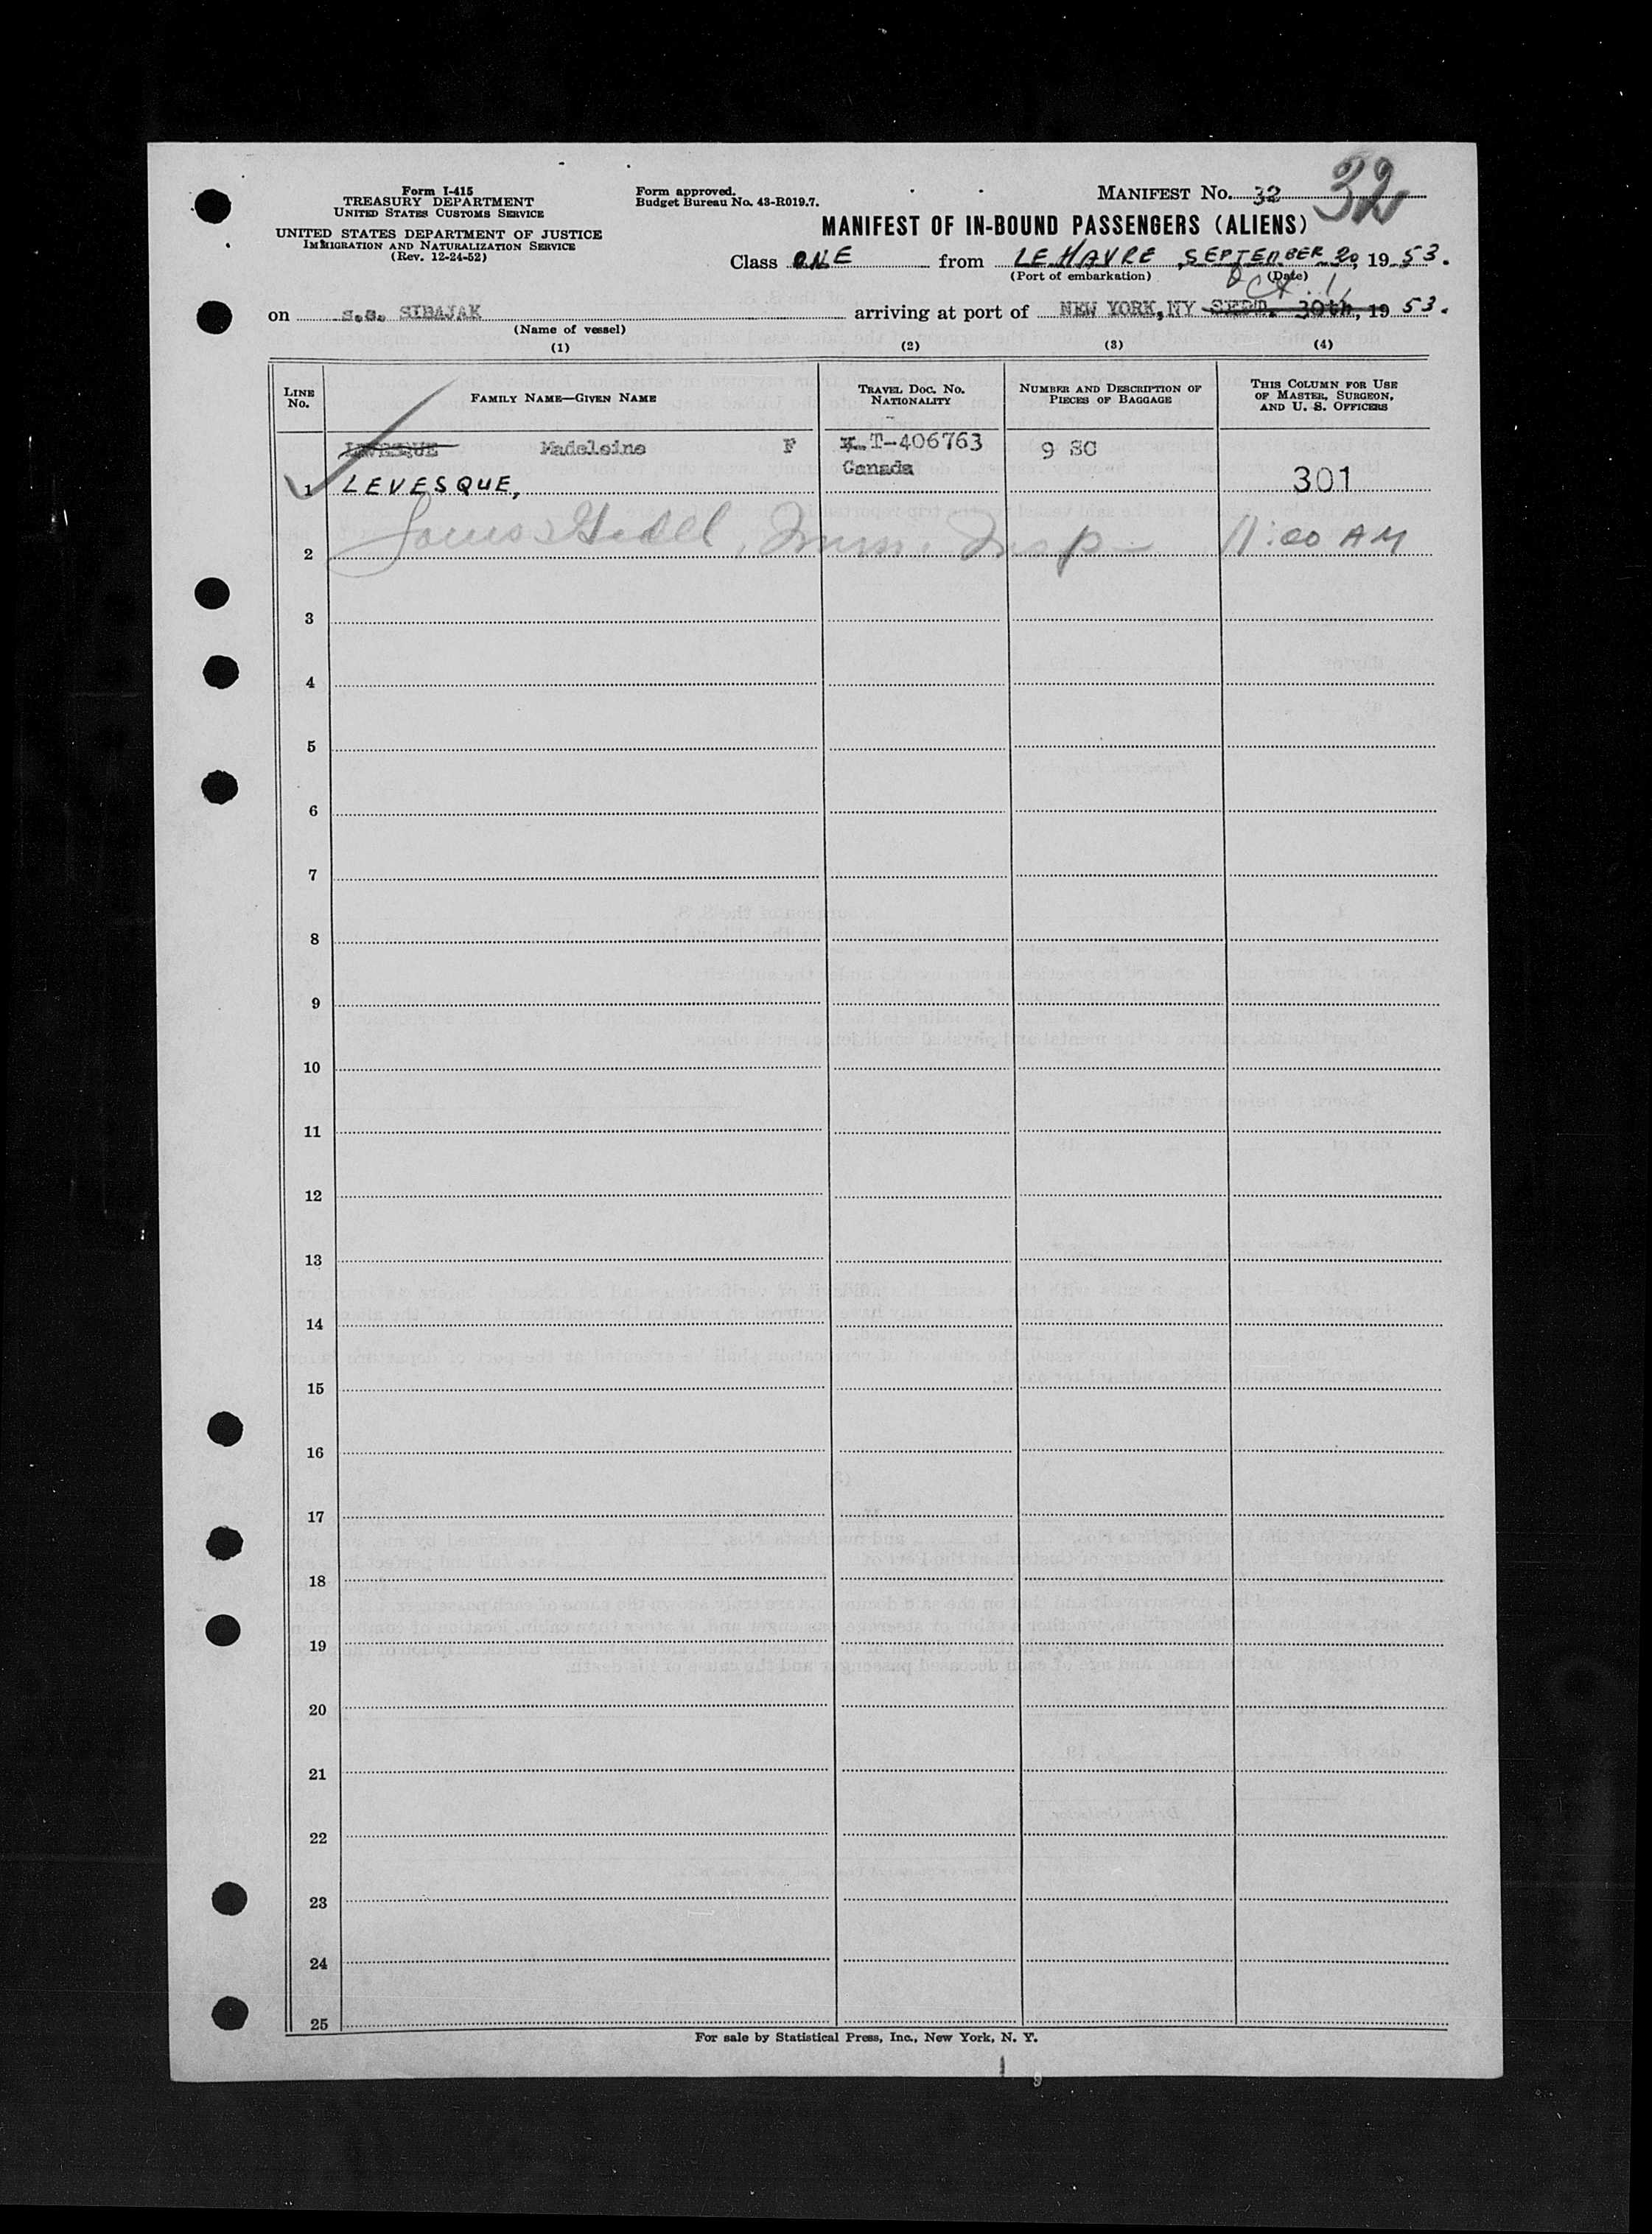 Form I-415
TREASURY DEPARTMENT
UNITED STATES CUSTOMS SERVICE
UNITED STATES DEPARTMENT OF JUSTICE
IMMIGRATION AND NATURALIZATION SERVICE
(Rev. 12-24-52)
Form approved.
Budget Bureau No. 43-R019.7.
MANIFEST NO. 32
32
MANIFEST OF IN-BOUND PASSENGERS (ALIENS)
Class ONE from LE HAVRE SEPTEMBER 20, 1953.
(Port of embarkation) (Date)
Oct. 1,
on s.s. SIBAJAK arriving at port of NEW YORK, NY SEPT. 30th, 1953.
(Name of vessel)
(1) (2) (3) (4)
LINE No.
FAMILY NAME—GIVEN NAME
TRAVEL DOC. NO. NATIONALITY
NUMBER AND DESCRIPTION OF PIECES OF BAGGAGE
THIS COLUMN FOR USE OF MASTER, SURGEON, AND U. S. OFFICERS
LEVESQUE Madeleine F T-406763 9 SC
Canada
1 LEVESQUE, 301
2 Imm. Insp 11:00 AM
3
4
5
6
7
8
9
10
11
12
13
14
15
16
17
18
19
20
21
22
23
24
25
For sale by Statistical Press, Inc., New York, N. Y.